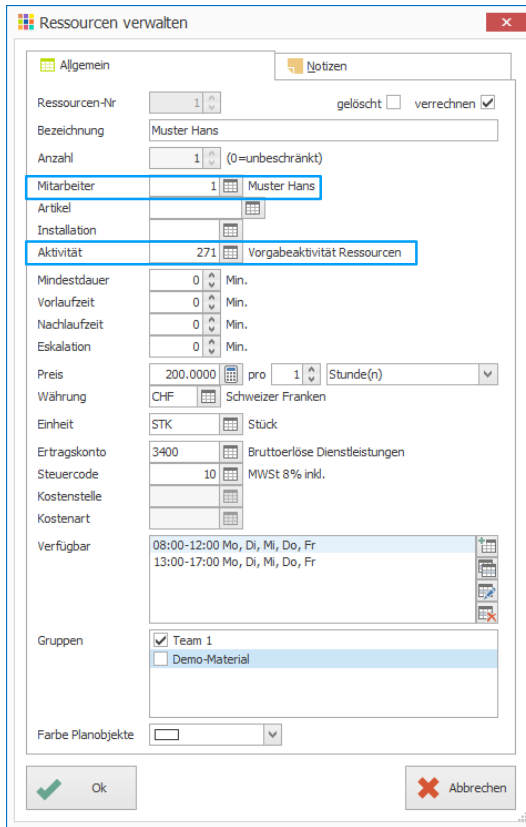 Ressourcen verwalten
Allgemein Notizen
Ressourcen-Nr 1 gelöscht verrechnen
Bezeichnung Muster Hans
Anzahl 1 (0=unbeschränkt)
Mitarbeiter 1 Muster Hans
Artikel
Installation
Aktivität 271 Vorgabeaktivität Ressourcen
Mindestdauer 0 Min.
Vorlaufzeit 0 Min.
Nachlaufzeit 0 Min.
Eskalation 0 Min.
Preis 200.0000 pro 1 Stunde(n)
Währung CHF Schweizer Franken
Einheit STK Stück
Ertragskonto 3400 Bruttoerlöse Dienstleistungen
Steuercode 10 MWSt 8% inkl.
Kostenstelle
Kostenart
Verfügbar 08:00-12:00 Mo, Di, Mi, Do, Fr
13:00-17:00 Mo, Di, Mi, Do, Fr
Gruppen Team 1
Demo-Material
Farbe Planobjekte
Ok Abbrechen